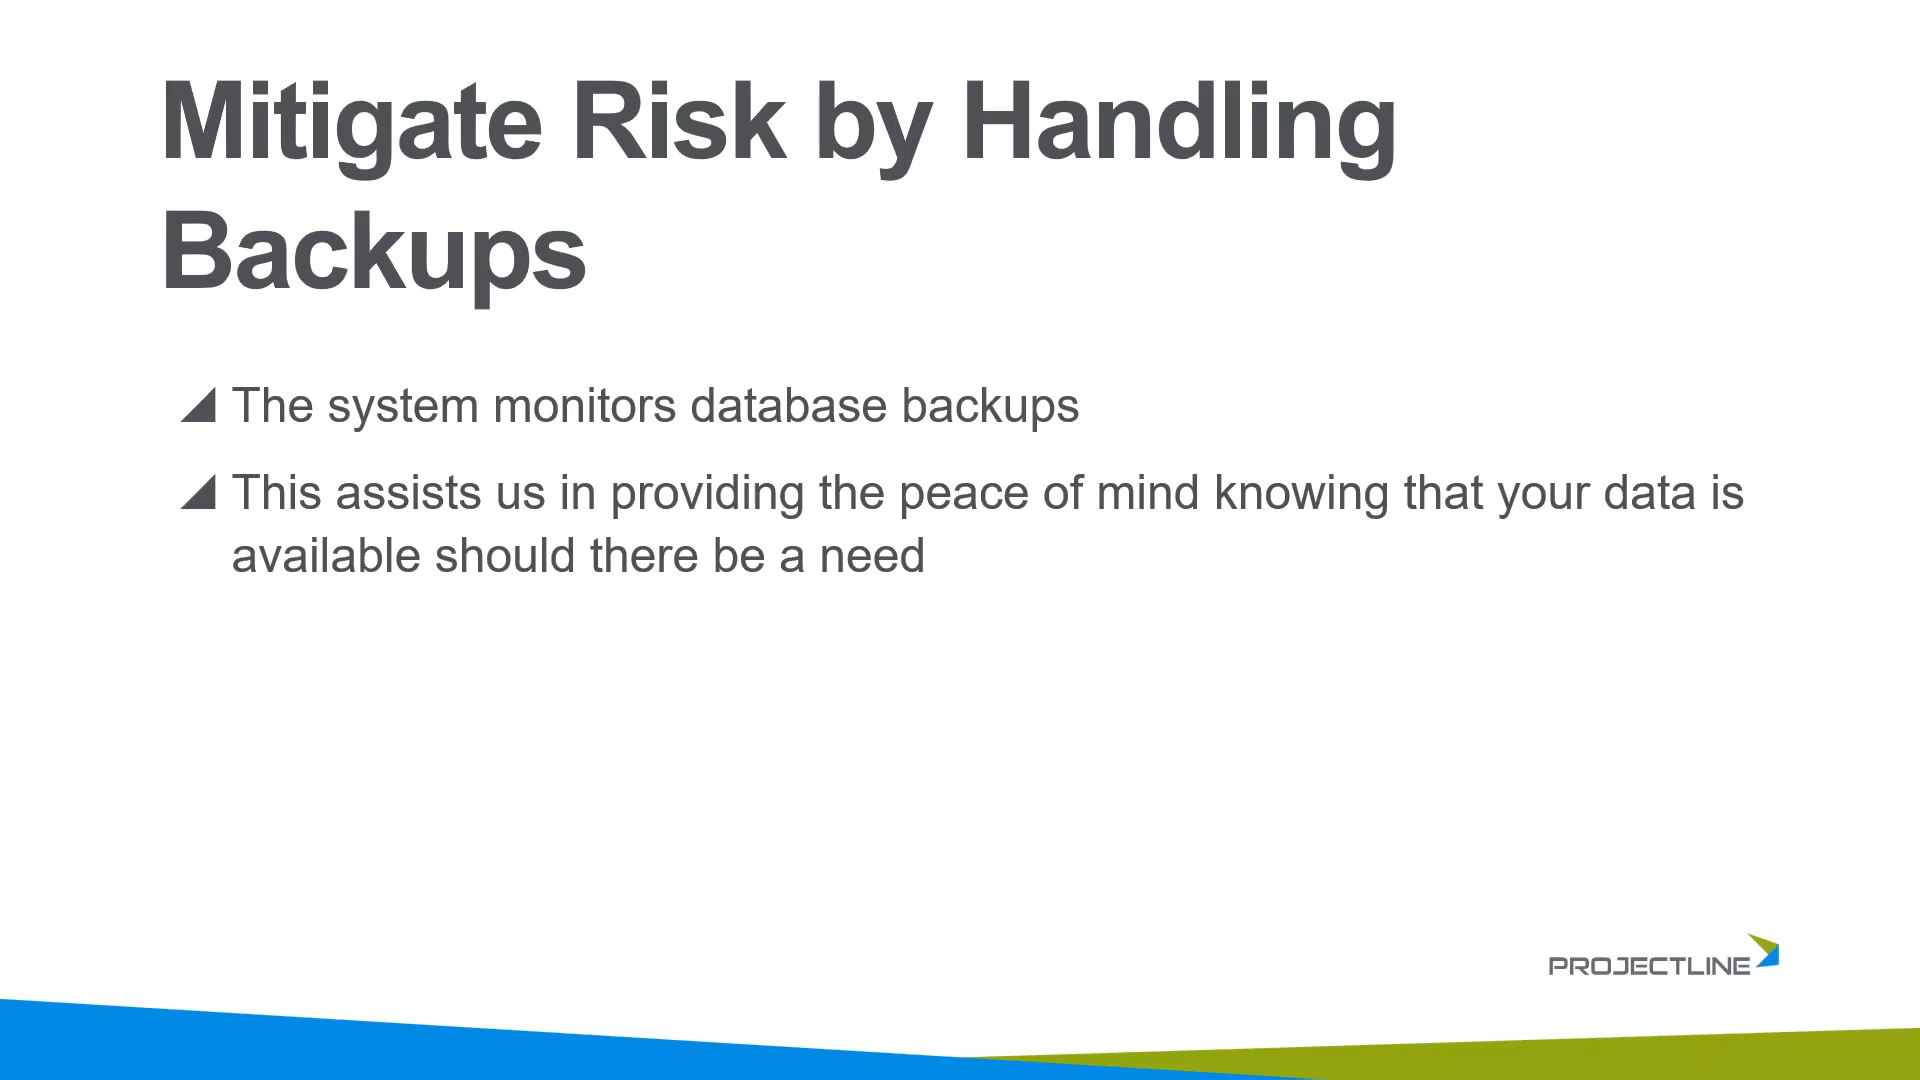 Mitigate Risk by Handling
Backups
The system monitors database backups
This assists us in providing the peace of mind knowing that your data is
available should there be a need
PROJECTLINE